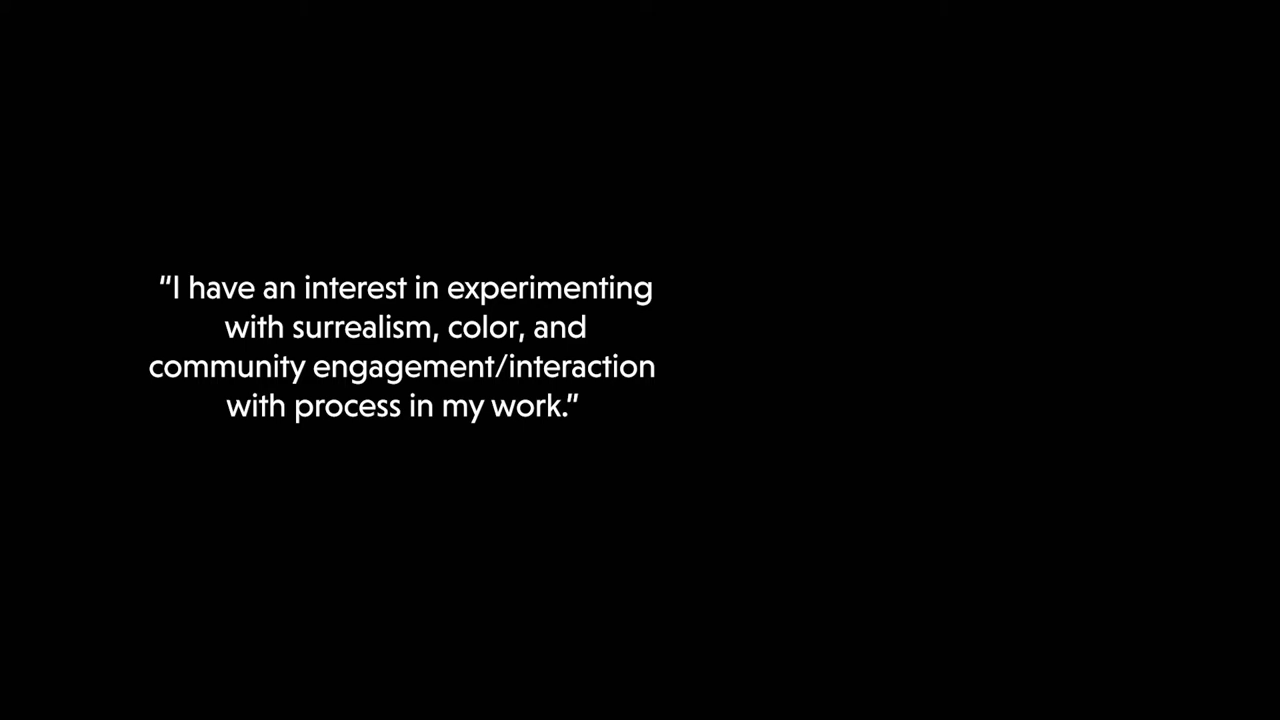 “I have an interest in experimenting
with surrealism, color, and
community engagement/interaction
with process in my work.”